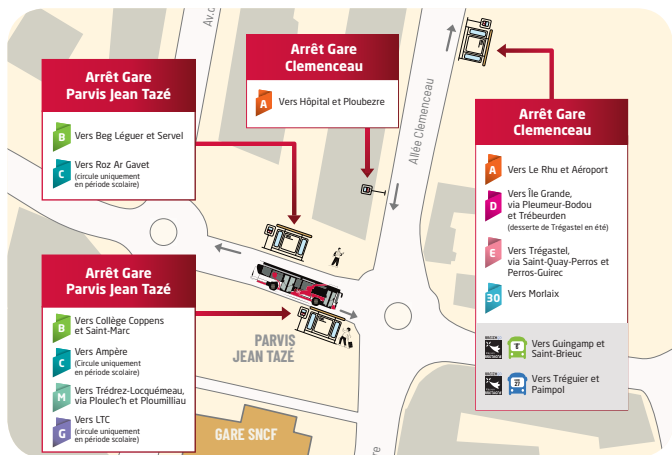 Av.
Arrêt Gare
Clemenceau
A
Vers Hôpital et Ploubezre
Arrêt Gare
Parvis Jean Tazé
B
Vers Beg Léguer et Servel
C
Vers Roz Ar Gavet
(circule uniquement
en période scolaire)
Allée Clemenceau
Arrêt Gare
Clemenceau
A
Vers Le Rhu et Aéroport
D
Vers Île Grande,
via Pleumeur-Bodou
et Trébeurden
(desserte de Trégastel en été)
E
Vers Trégastel,
via Saint-Quay-Perros et
Perros-Guirec
30
Vers Morlaix
Vers Guingamp et
Saint-Brieuc
27
Vers Tréguier et
Paimpol
Arrêt Gare
Parvis Jean Tazé
B
Vers Collège Coppens
et Saint-Marc
C
Vers Ampère
(Circule uniquement
en période scolaire)
M
Vers Trédrez-Locquémeau,
via Ploulec'h et Ploumilliau
G
Vers LTC
(circule uniquement
en période scolaire)
PARVIS
JEAN TAZÉ
GARE SNCF